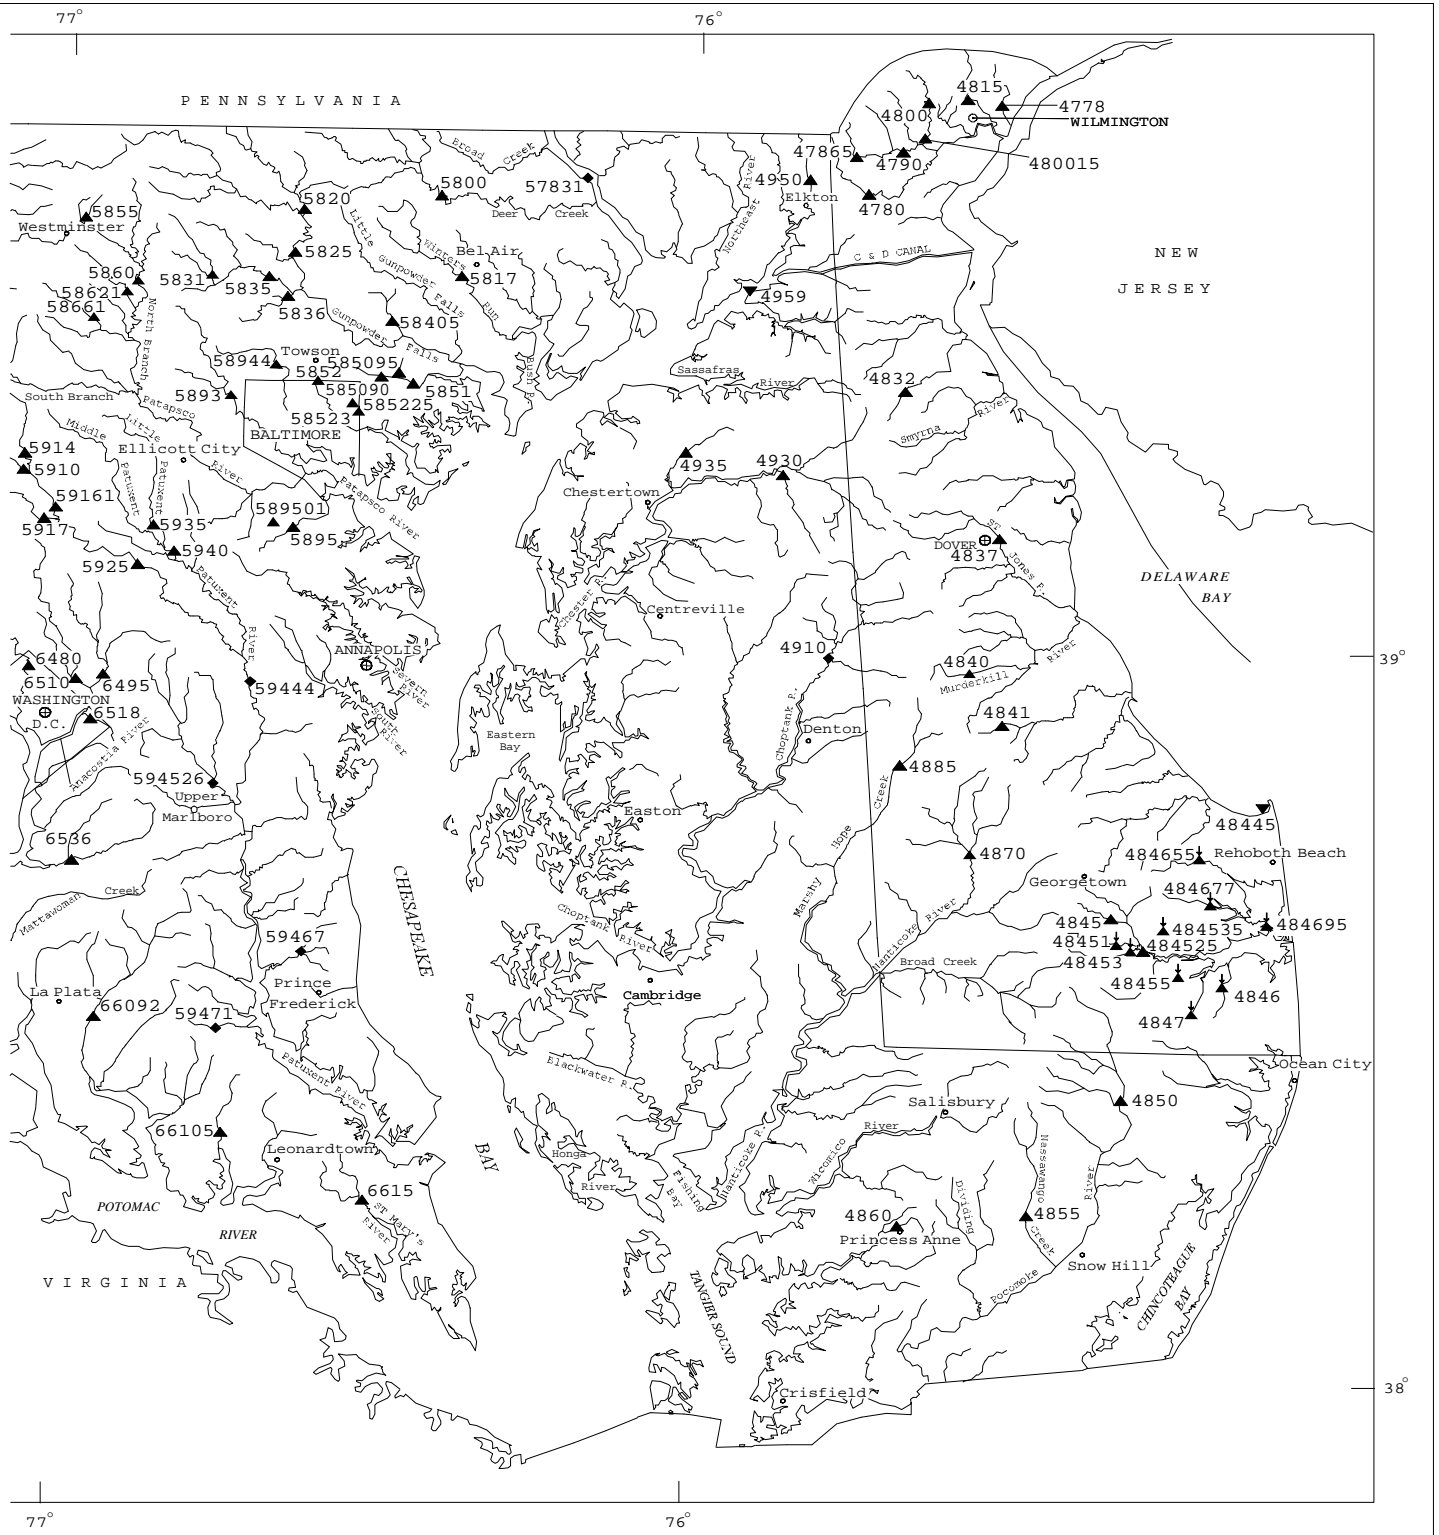 77°
76°
PENNSYLVANIA
4815
4800
4778
WILMINGTON
Broad Creek
47865
4790
480015
57831
River
4950
Elkton
4780
5800
Deer Creek
5820
5855
Westminster
Little
Northeast
5825
Winters
Bel Air
C & D CANAL
NEW
JERSEY
5860
5831
Gunpowder
5817
58621
5835
Falls
4959
58661
5836
Run
North Branch
Gunpowder
58405
Falls
58944
Towson
585095
5852
Bush R.
Sassafras
River
4832
5893
585090
5851
South Branch
Patapsco
585225
58523
River
Smyrna
Middle
Little
BALTIMORE
5914
Ellicott City
4935
4930
5910
Patuxent
Patuxent
River
Chestertown
Patapsco River
59161
589501
5917
5935
5895
ST
DOVER
4837
5940
5925
Jones R.
DELAWARE
BAY
Patuxent
Chester R.
Centreville
River
ANNAPOLIS
4910
River
39°
6480
4840
6510
6495
59444
Severn
River
Murderkill
WASHINGTON
D.C.
6518
South
River
Choptank R.
4841
Eastern
Bay
Denton
Anacostia River
4885
594526
Upper
Marlboro
Creek
Easton
48445
6536
Hope
4870
484655
Rehoboth Beach
Georgetown
Creek
Mattawoman
CHESAPEAKE
Marshy
484677
Choptank
River
River
4845
484535
484695
59467
Nanticoke
48451
484525
Broad Creek
48453
La Plata
Prince
Frederick
Cambridge
48455
4846
66092
59471
4847
Patuxent River
Blackwater R.
Ocean City
Salisbury
4850
66105
River
Leonardtown
BAY
Honga
River
Nanticoke R.
Wicomico
Nassawango
River
6615
Fishing
Bay
Dividing
POTOMAC
RIVER
ST Mary's
River
4860
4855
Princess Anne
Creek
Snow Hill
VIRGINIA
TANGIER SOUND
Pocomoke
CHINCOTEAGUE
BAY
Crisfield
38°
77°
76°